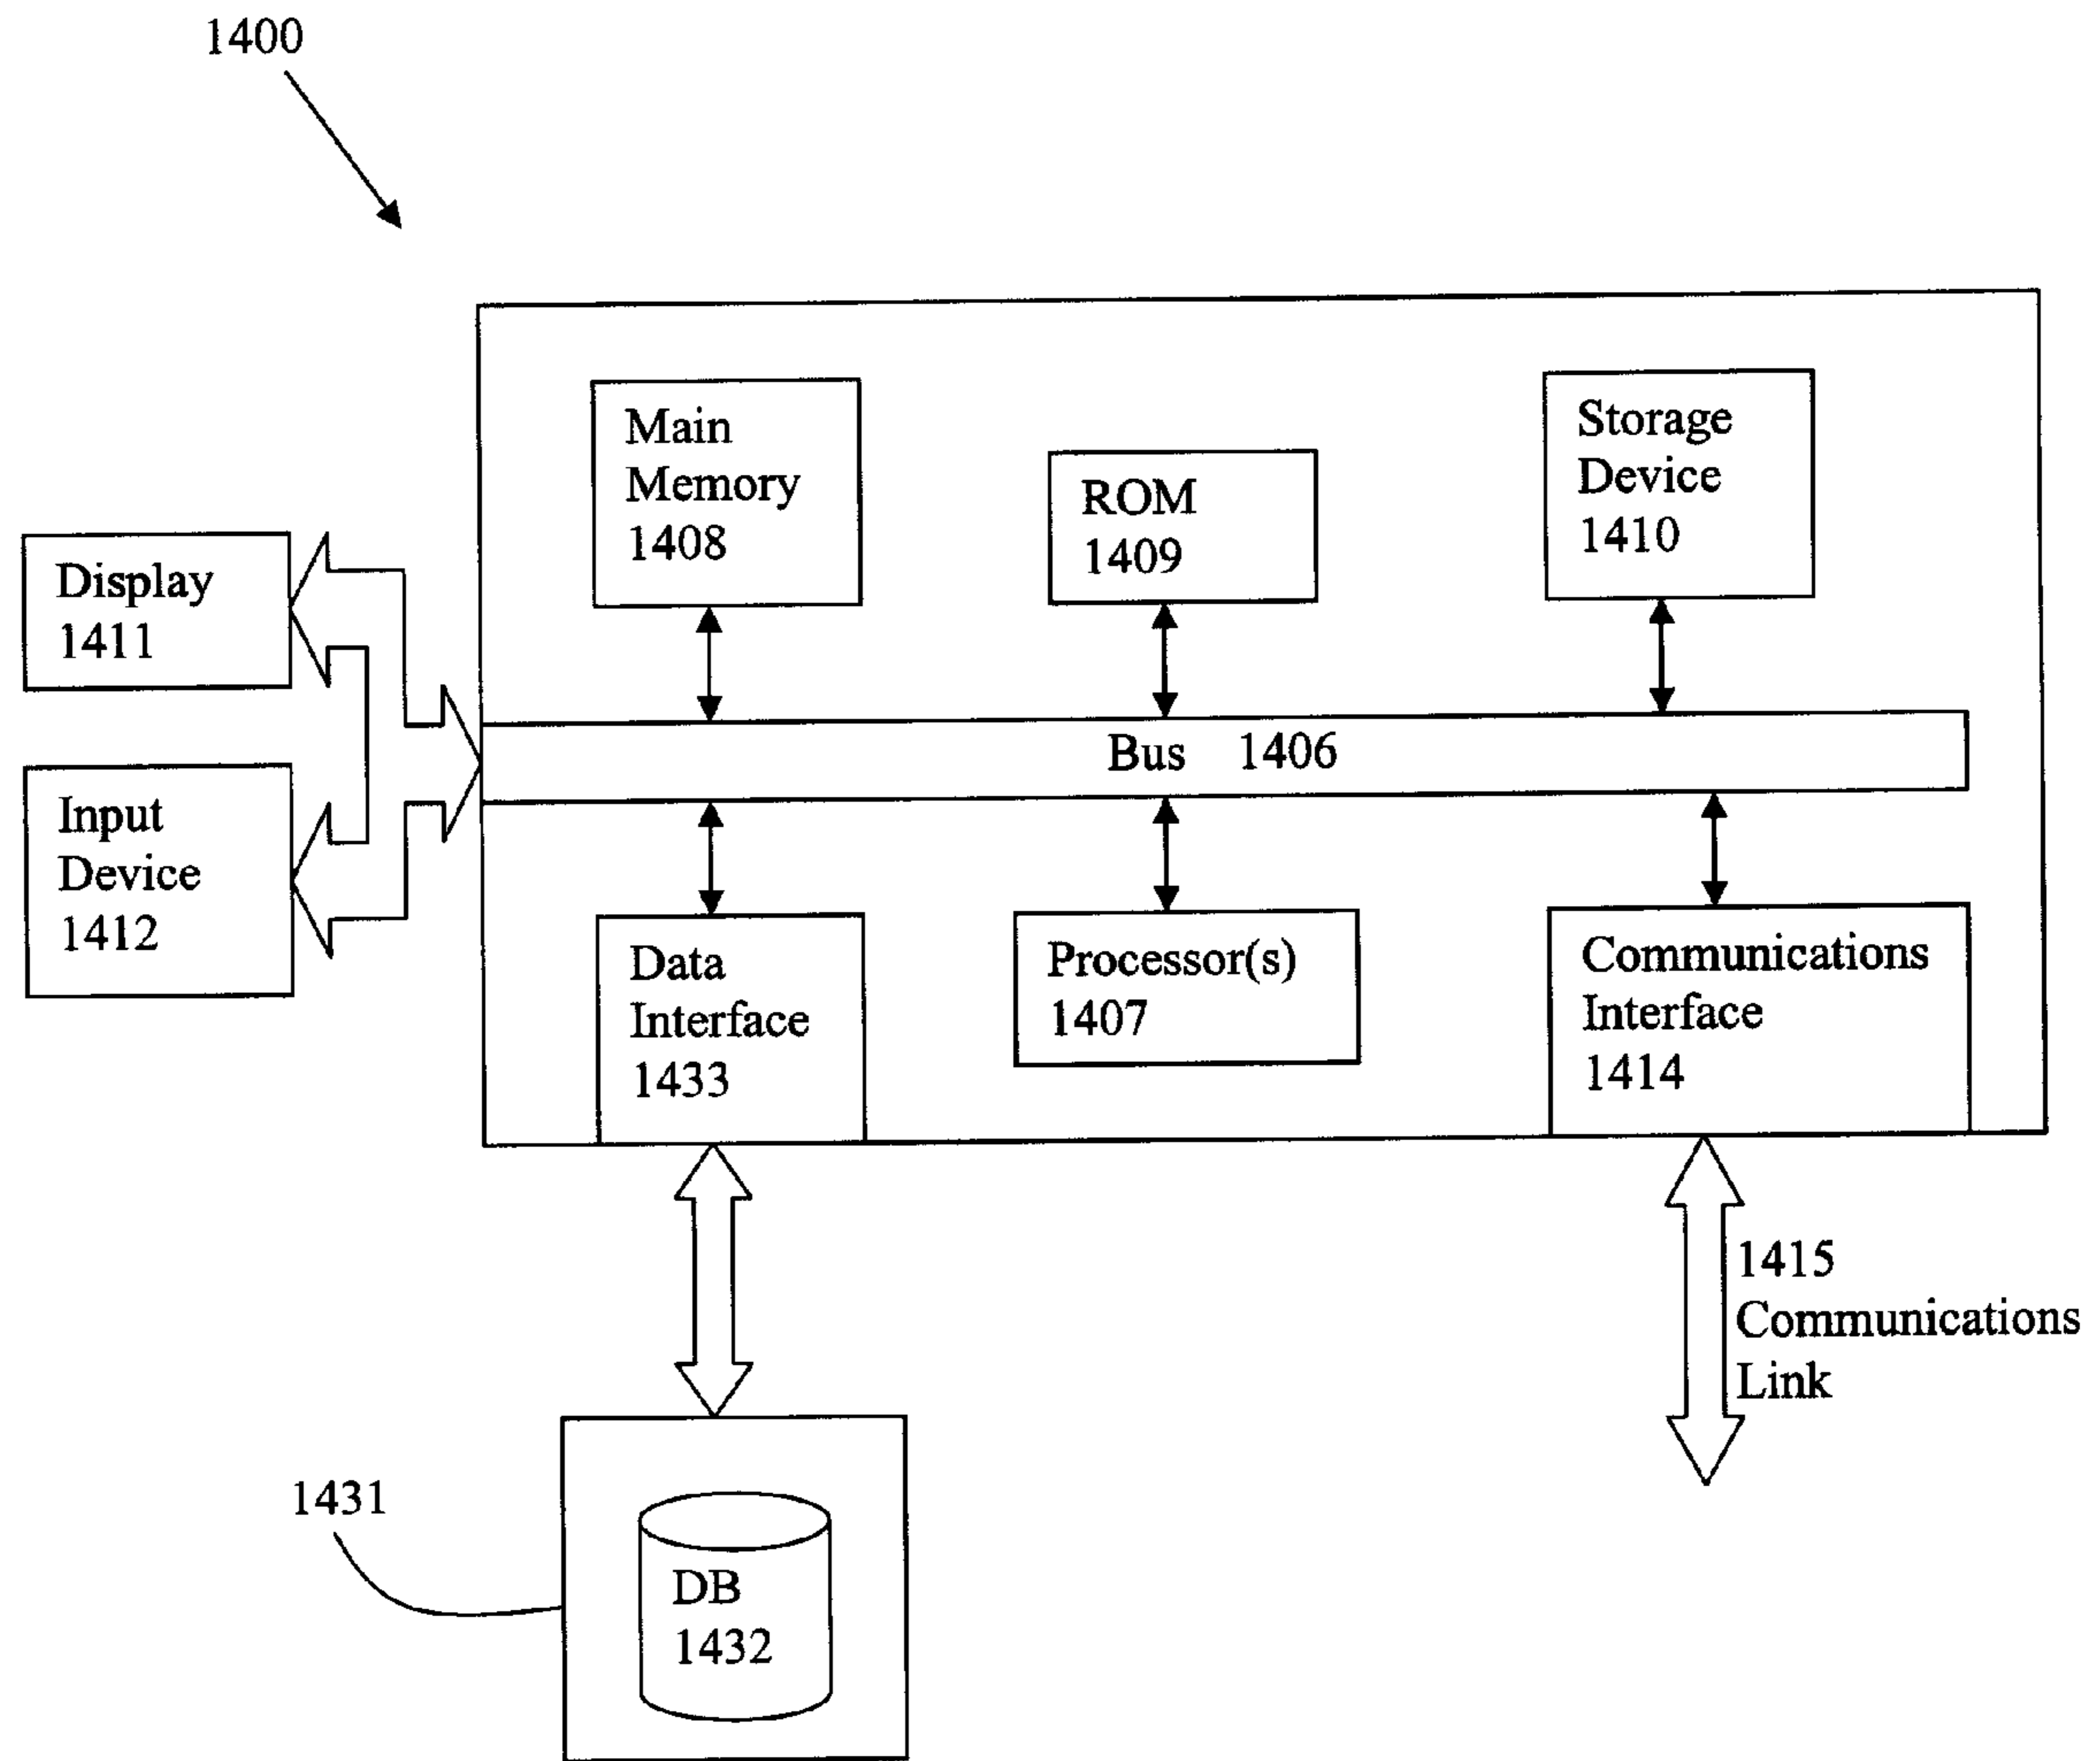 1400
Main
Memory
1408
ROM
1409
Storage
Device
1410
Display
1411
Bus 1406
Input
Device
1412
Data
Interface
1433
Processor(s)
1407
Communications
Interface
1414
1415
Communications
Link
1431
DB
1432